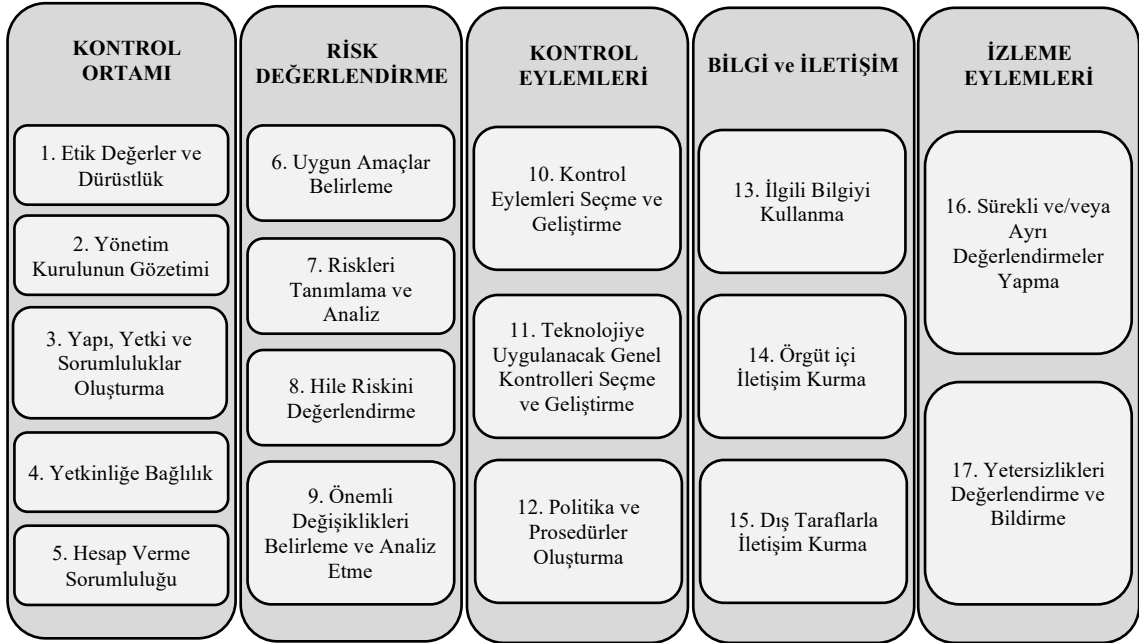 KONTROL
ORTAMI
1. Etik Değerler ve
Dürüstlük
2. Yönetim
Kurulunun Gözetimi
3. Yapı, Yetki ve
Sorumluluklar
Oluşturma
4. Yetkinliğe Bağlılık
5. Hesap Verme
Sorumluluğu
RİSK
DEĞERLENDİRME
6. Uygun Amaçlar
Belirleme
7. Riskleri
Tanımlama ve
Analiz
8. Hile Riskini
Değerlendirme
9. Önemli
Değişiklikleri
Belirleme ve Analiz
Etme
KONTROL
EYLEMLERİ
10. Kontrol
Eylemleri Seçme ve
Geliştirme
11. Teknolojiye
Uygulanacak Genel
Kontrolleri Seçme
ve Geliştirme
12. Politika ve
Prosedürler
Oluşturma
BİLGİ ve İLETİŞİM
13. İlgili Bilgiyi
Kullanma
14. Örgüt içi
İletişim Kurma
15. Dış Taraflarla
İletişim Kurma
İZLEME
EYLEMLERİ
16. Sürekli ve/veya
Ayrı
Değerlendirmeler
Yapma
17. Yetersizlikleri
Değerlendirme ve
Bildirme